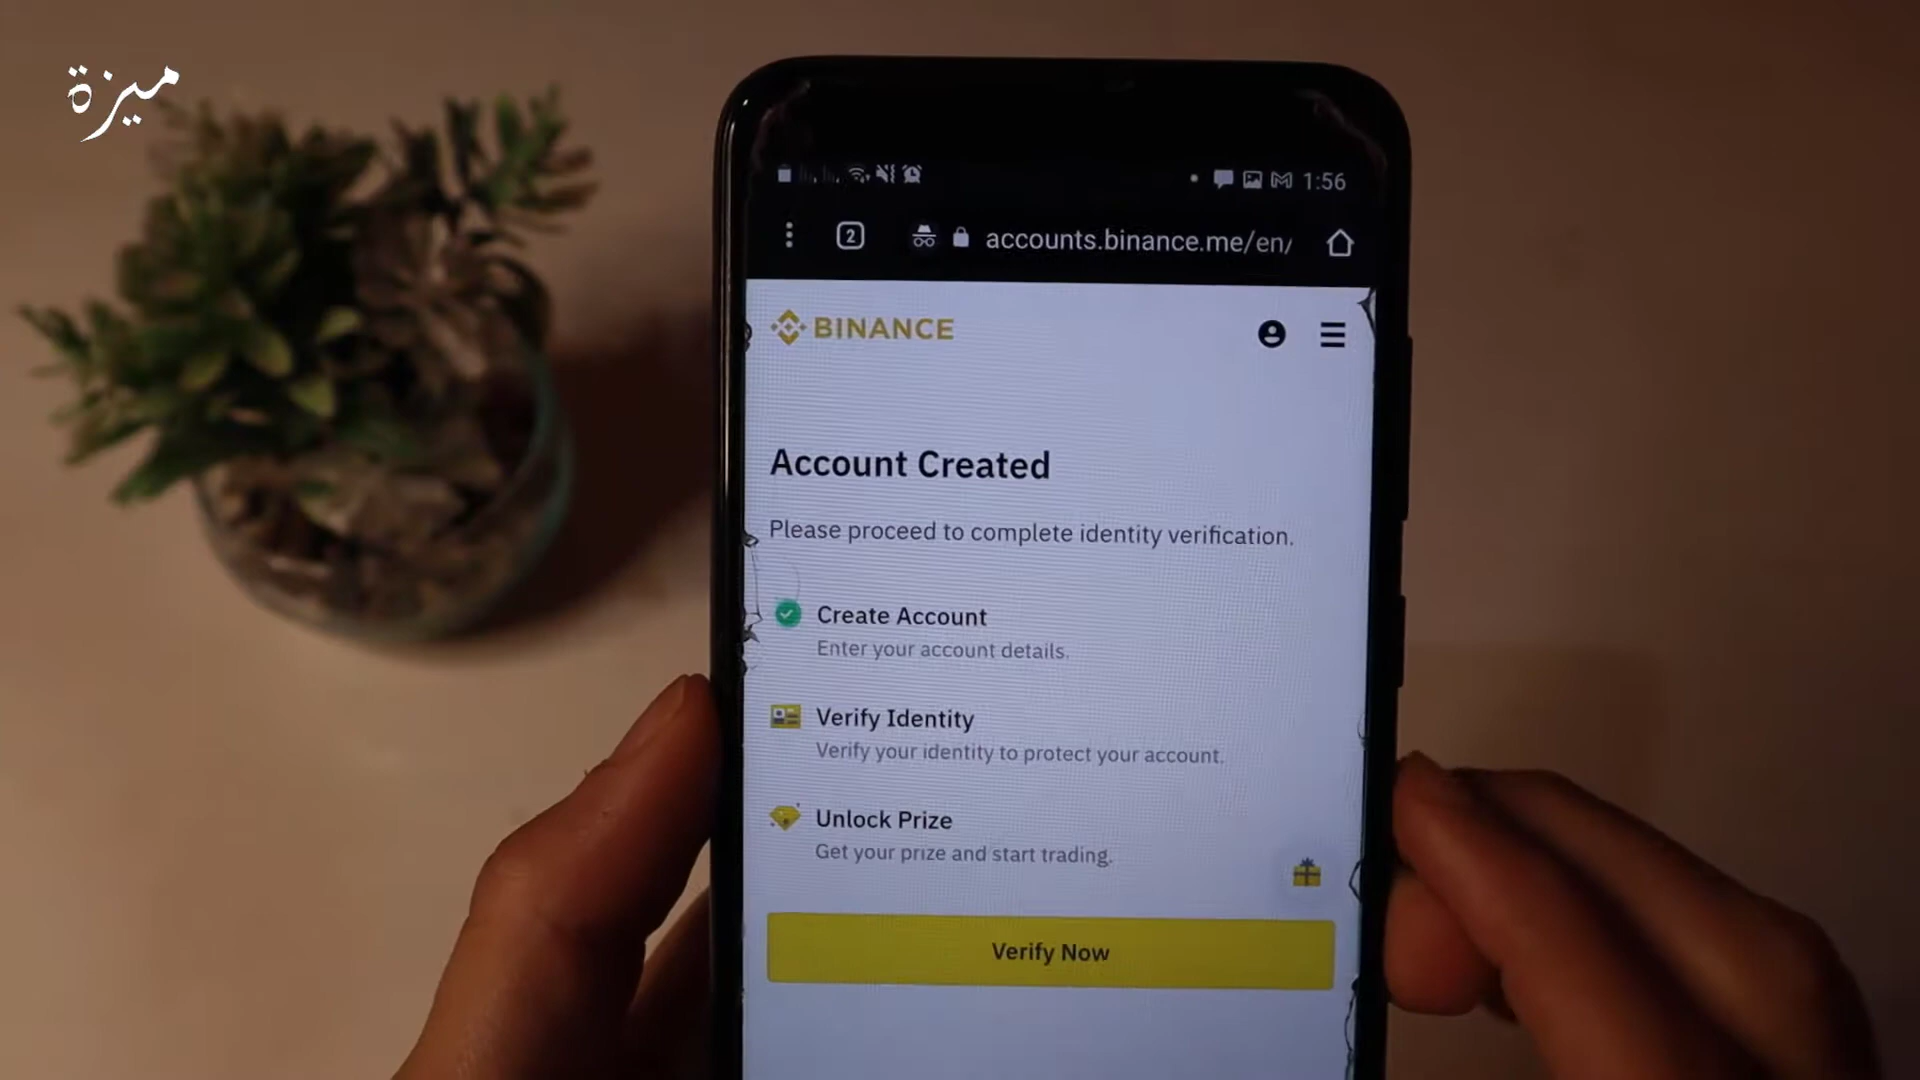 ميزة
1:56
2
accounts.binance.me/en/
BINANCE
Account Created
Please proceed to complete identity verification.
Create Account
Enter your account details.
Verify Identity
Verify your identity to protect your account.
Unlock Prize
Get your prize and start trading.
Verify Now